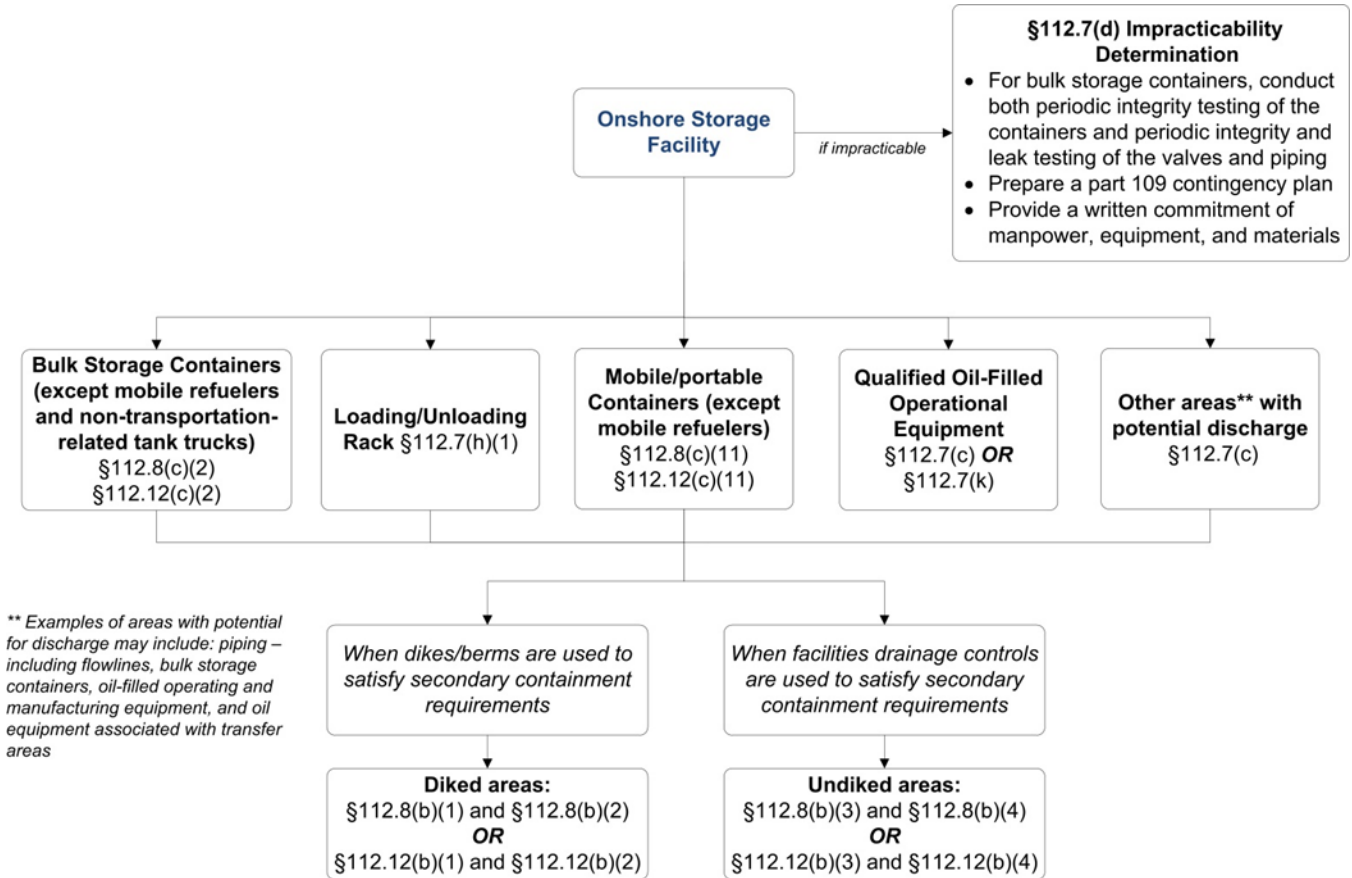 §112.7(d) Impracticability
Determination
• For bulk storage containers, conduct
both periodic integrity testing of the
containers and periodic integrity and
leak testing of the valves and piping
• Prepare a part 109 contingency plan
• Provide a written commitment of
manpower, equipment, and materials
Onshore Storage
Facility
if impracticable
Bulk Storage Containers
(except mobile refuelers
and non-transportation-
related tank trucks)
§112.8(c)(2)
§112.12(c)(2)
Loading/Unloading
Rack §112.7(h)(1)
Mobile/portable
Containers (except
mobile refuelers)
§112.8(c)(11)
§112.12(c)(11)
Qualified Oil-Filled
Operational
Equipment
§112.7(c) OR
§112.7(k)
Other areas** with
potential discharge
§112.7(c)
** Examples of areas with potential
for discharge may include: piping –
including flowlines, bulk storage
containers, oil-filled operating and
manufacturing equipment, and oil
equipment associated with transfer
areas
When dikes/berms are used to
satisfy secondary containment
requirements
When facilities drainage controls
are used to satisfy secondary
containment requirements
Diked areas:
§112.8(b)(1) and §112.8(b)(2)
OR
§112.12(b)(1) and §112.12(b)(2)
Undiked areas:
§112.8(b)(3) and §112.8(b)(4)
OR
§112.12(b)(3) and §112.12(b)(4)